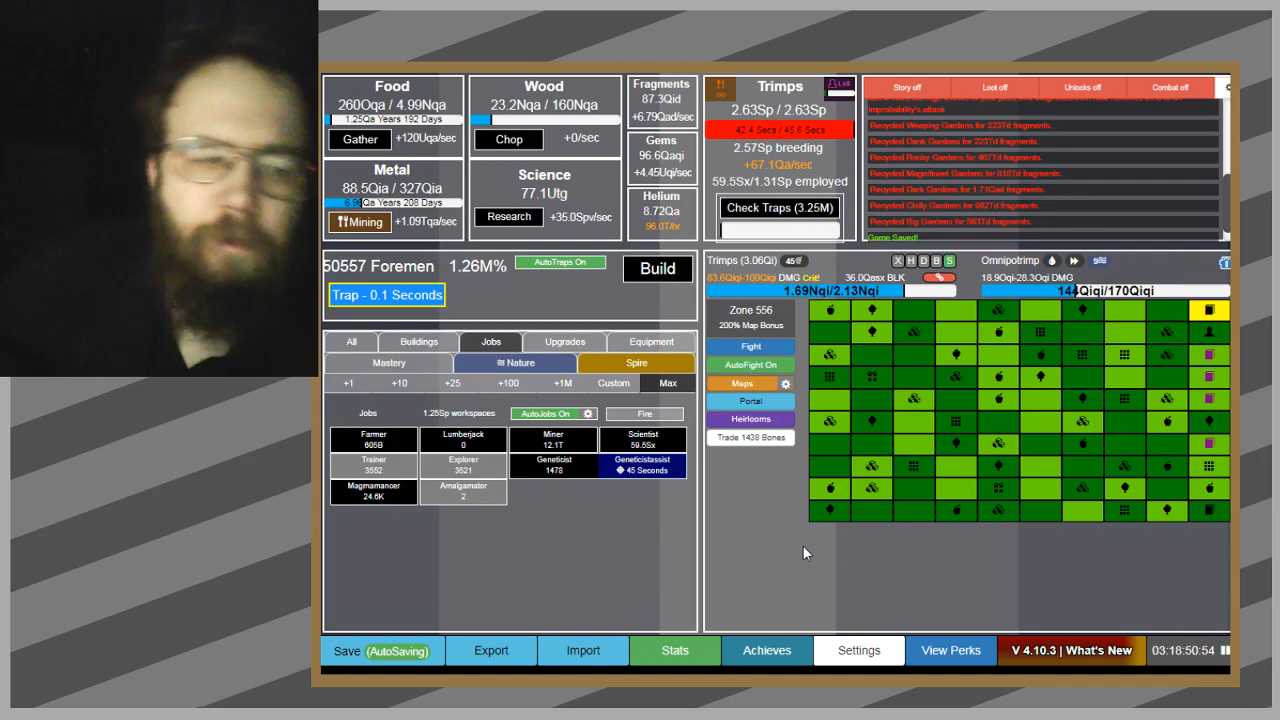 Food
260Oqa / 4.99Nqa
1.25Qa Years 192 Days
Gather
+120Uqa/sec
Metal
88.5Qia / 327Qia
Qa Years 208 Days
Mining
+1.09Tqa/sec
Wood
23.2Nqa / 160Nqa
Chop
+0/sec
Science
77.1Utg
Research
+35.0Spv/sec
Fragments
87.3Qid
+6.79Qad/sec
Gems
96.6Qaqi
+4.45Uqi/sec
Helium
8.72Qa
96.0T/hr
Trimps
2.63Sp / 2.63Sp
42.4 Secs / 45.6 Secs
2.57Sp breeding
+67.1Qa/sec
59.5Sx/1.31Sp employed
Check Traps (3.25M)
Story off
Loot off
Unlocks off
Combat off
improbability's attack
Recycled Weeping Gardens for 223Td fragments.
Recycled Dank Gardens for 223Td fragments.
Recycled Rocky Gardens for 467Td fragments.
Recycled Magnificent Gardens for 815Td fragments.
Recycled Dark Gardens for 1.71Qad fragments.
Recycled Chilly Gardens for 982Td fragments.
Recycled Big Gardens for 563Td fragments.
Game Saved!
50557 Foremen
1.26M%
AutoTraps On
Build
Trap - 0.1 Seconds
All
Buildings
Jobs
Upgrades
Equipment
Mastery
Nature
Spire
+1
+10
+25
+100
+1M
Custom
Max
Jobs
1.25Sp workspaces
AutoJobs On
Fire
Farmer
605B
Lumberjack
0
Miner
12.1T
Scientist
59.5Sx
Trainer
3552
Explorer
3521
Geneticist
1478
Geneticistassist
45 Seconds
Magmamancer
24.6K
Amalgamator
2
Trimps (3.06Qi)
45
X
H
D
B
S
83.6Qiqi-100Qiqi DMG Crit!
36.0Qasx BLK
1.69Nqi/2.13Nqi
Omnipotrimp
18.9Oqi-28.3Oqi DMG
144Qiqi/170Qiqi
Zone 556
200% Map Bonus
Fight
AutoFight On
Maps
Portal
Heirlooms
Trade 1438 Bones
Save (AutoSaving)
Export
Import
Stats
Achieves
Settings
View Perks
V 4.10.3 | What's New
03:18:50:54